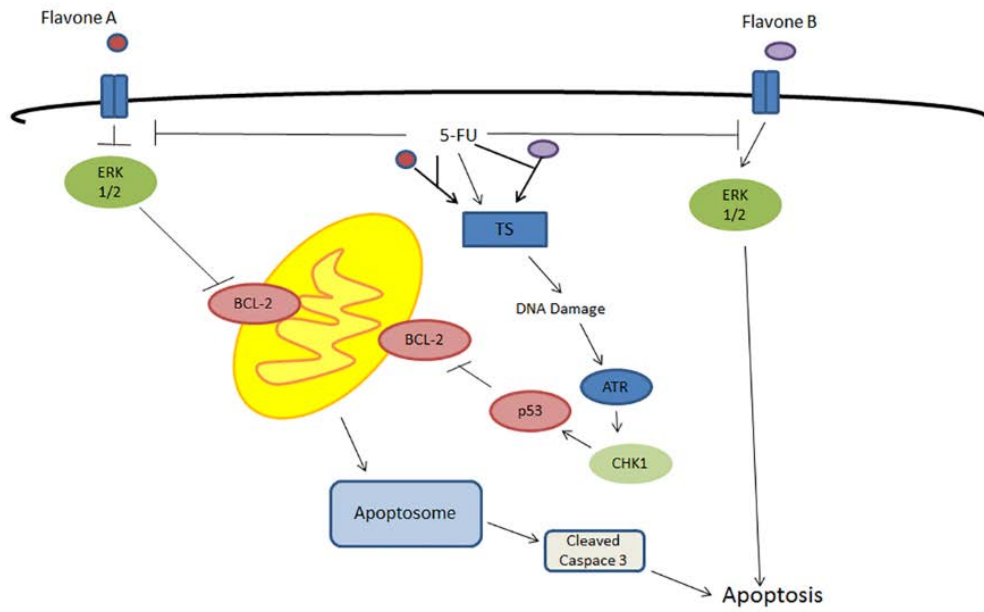 Flavone A
Flavone B
5-FU
ERK
1/2
ERK
1/2
TS
BCL-2
DNA Damage
BCL-2
ATR
p53
CHK1
Apoptosome
Cleaved
Caspace 3
Apoptosis